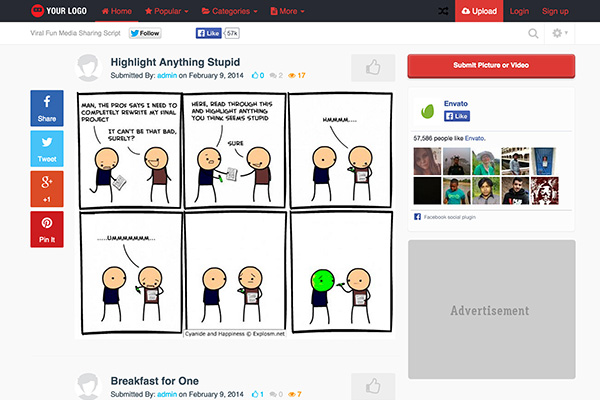 YOUR LOGO
Home
Popular
Categories
More
Upload
Login
Sign up
Viral Fun Media Sharing Script
Follow
Like
57k
Highlight Anything Stupid
Submitted By: admin on February 9, 2014 0 2 17
Share
Tweet
+1
Pin It
MAN, THE PROF SAYS I NEED TO
COMPLETELY REWRITE MY FINAL
PROJECT
IT CAN'T BE THAT BAD,
SURELY?
HERE, READ THROUGH THIS
AND HIGHLIGHT ANYTHING
YOU THINK SEEMS STUPID
SURE
HMMMM....
.....UMMMMMMM...
Cyanide and Happiness © Explosm.net
Submit Picture or Video
Envato
Like
57,586 people like Envato.
Facebook social plugin
Advertisement
Breakfast for One
Submitted By: admin on February 9, 2014 1 0 7